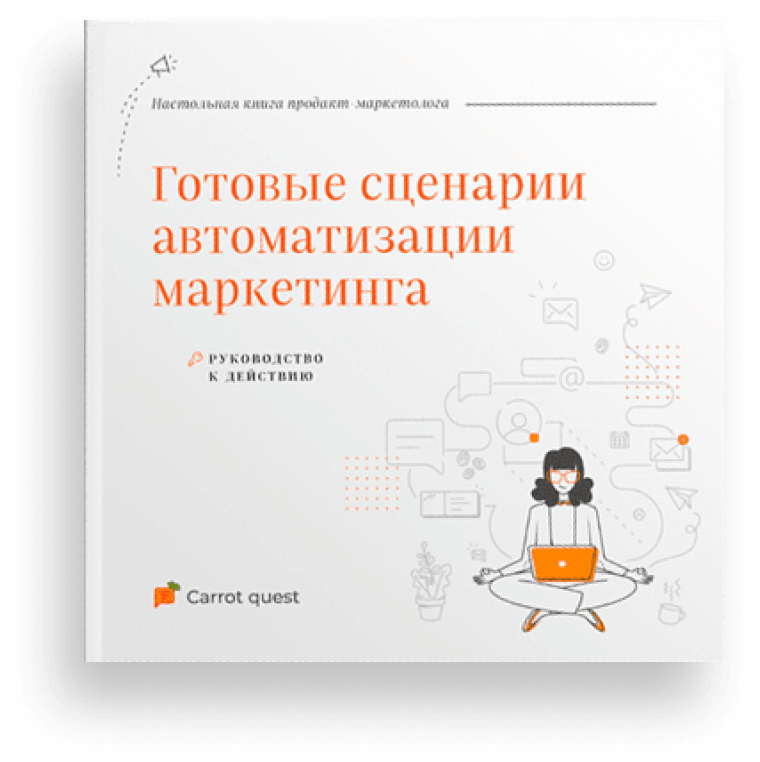 Настольная книга продакт-маркетолога
Готовые сценарии
автоматизации
маркетинга
РУКОВОДСТВО
К ДЕЙСТВИЮ
@
Carrot quest